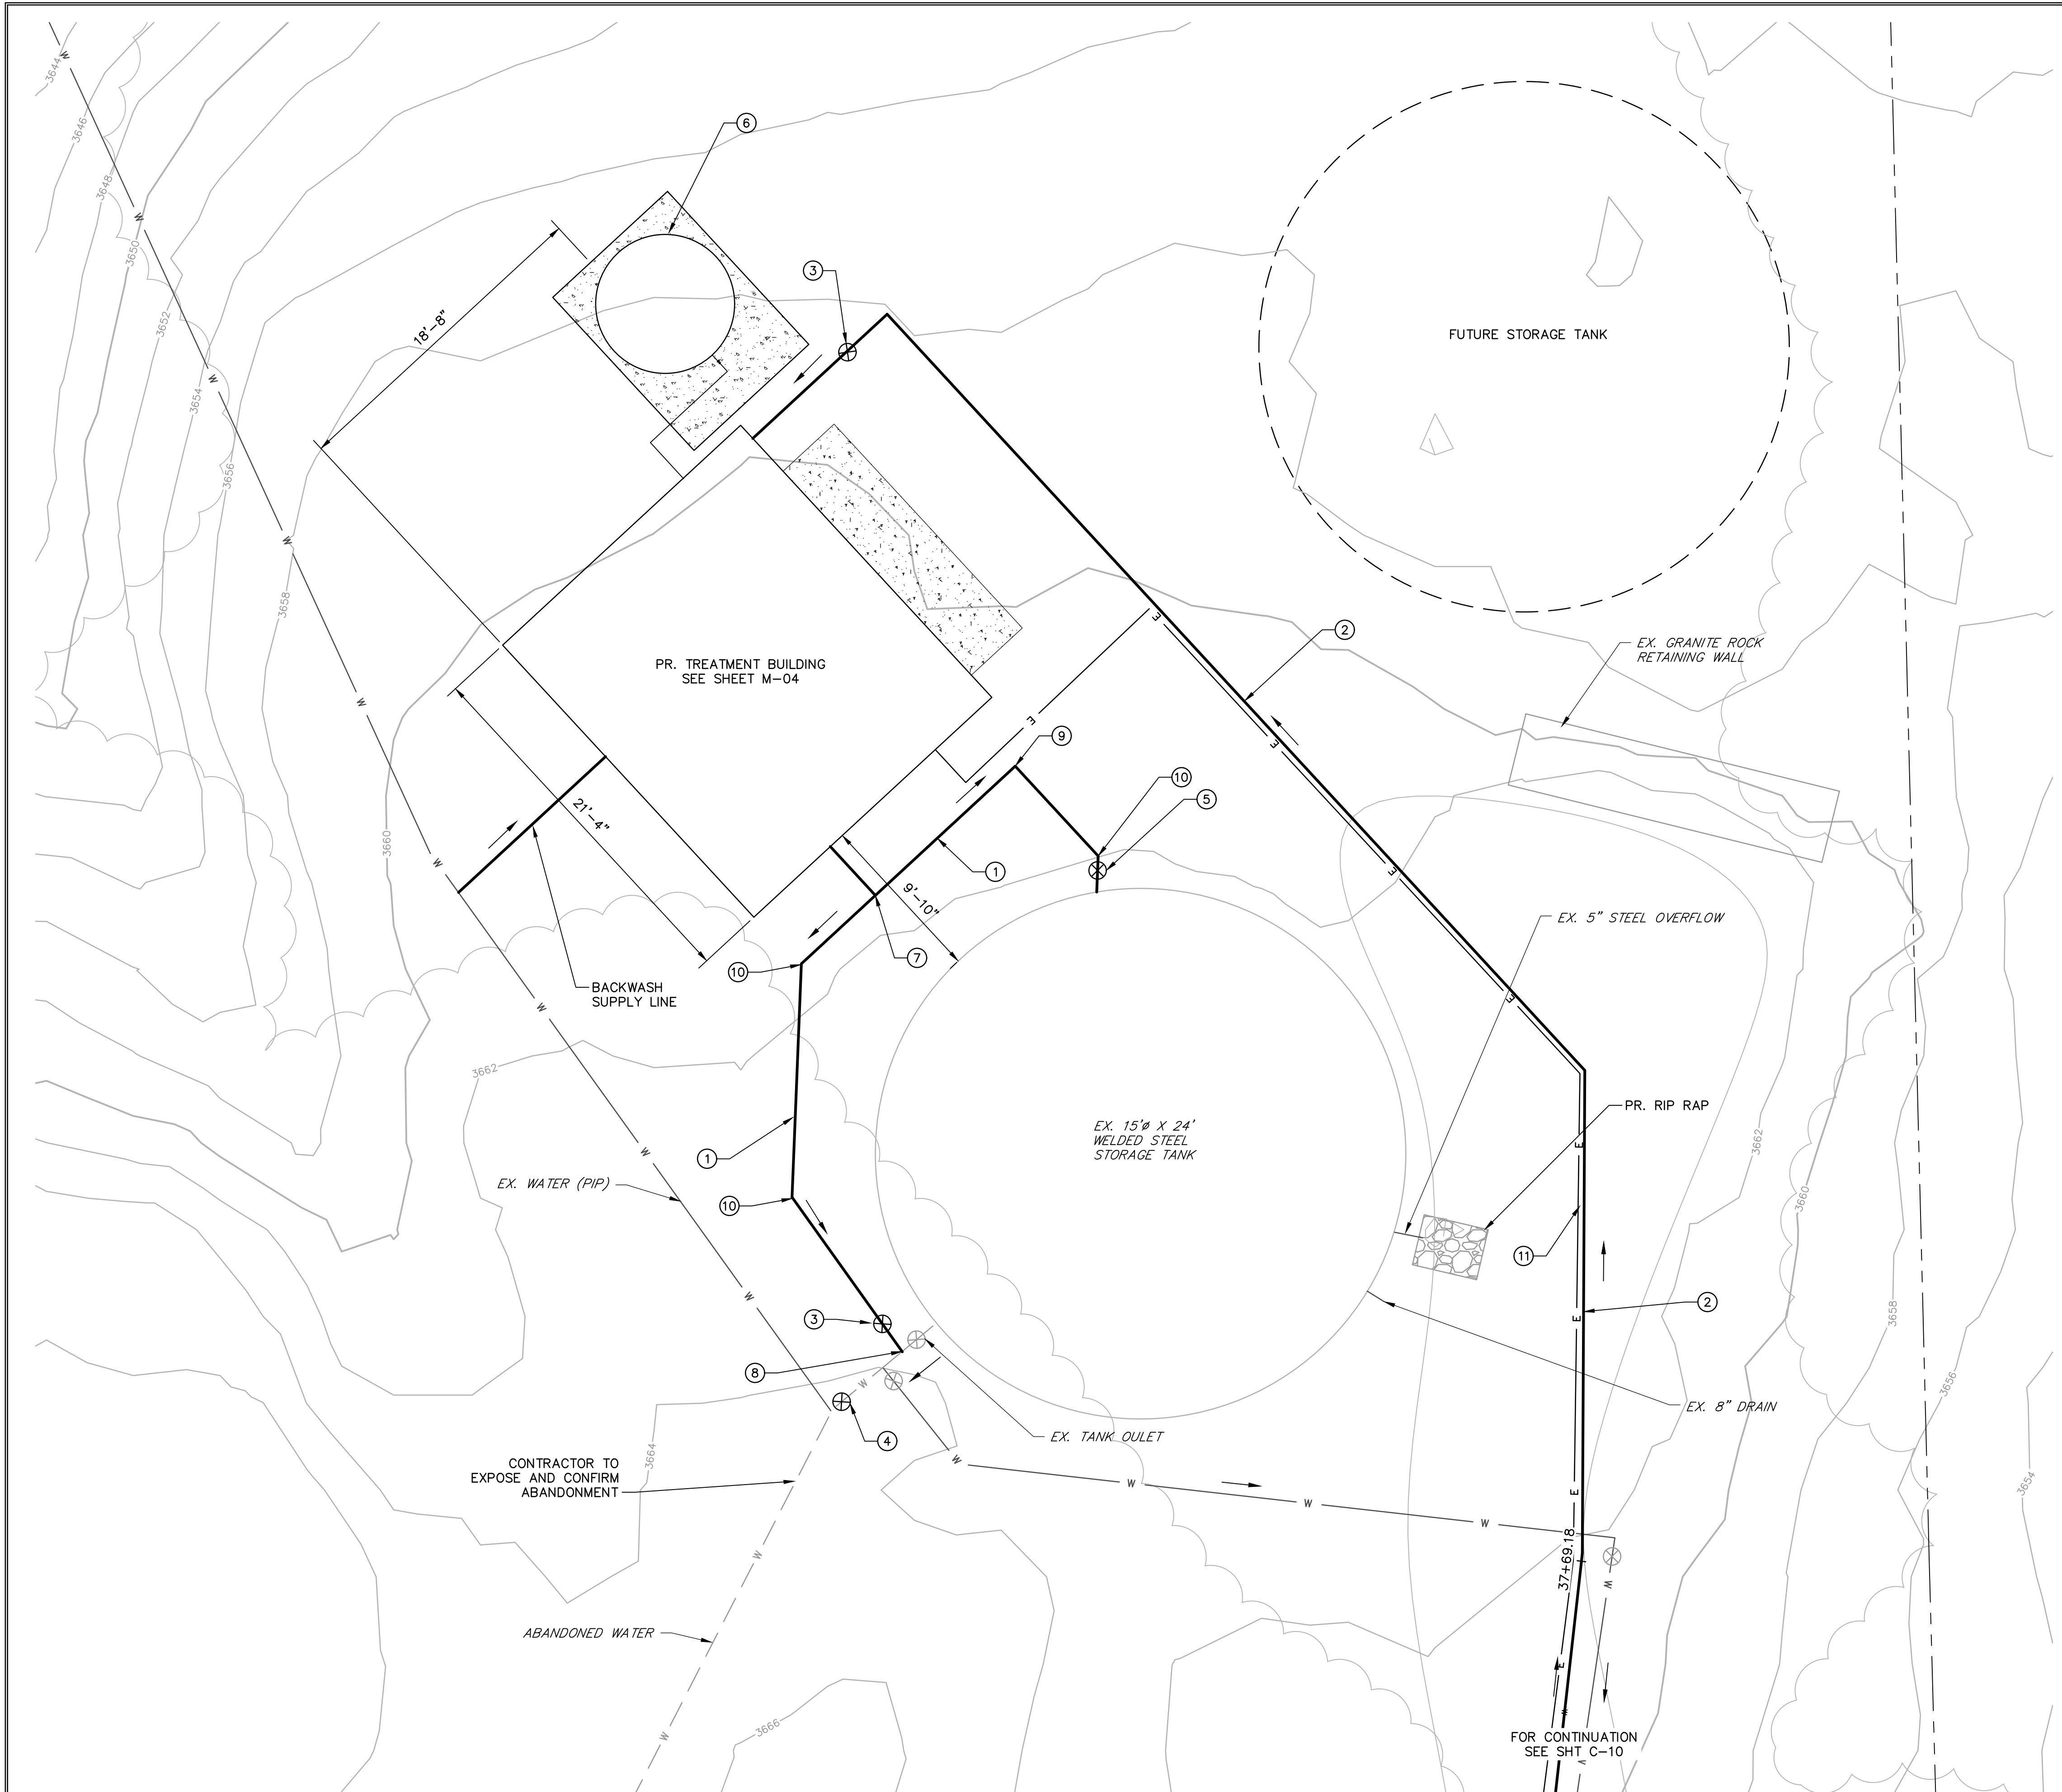 W
3644
3646
6
3648
W
3650
3
18'-8"
3652
FUTURE STORAGE TANK
W
3654
3656
W
3658
2
E
EX. GRANITE ROCK
RETAINING WALL
PR. TREATMENT BUILDING
SEE SHEET M-04
W
E
9
E
10
5
21'-4"
3660
W
1
E
9'-10"
EX. 5" STEEL OVERFLOW
7
10
BACKWASH
SUPPLY LINE
W
E
3662
PR. RIP RAP
EX. 15'Ø X 24'
WELDED STEEL
STORAGE TANK
E
3662
W
1
EX. WATER (PIP)
3660
10
11
W
2
3
E
3658
8
W
3656
4
EX. 8" DRAIN
EX. TANK OULET
3664
CONTRACTOR TO
EXPOSE AND CONFIRM
ABANDONMENT
W
W
W
W
E
3654
W
37+69.18
W
ABANDONED WATER
E
W
3666
W
FOR CONTINUATION
SEE SHT C-10
W